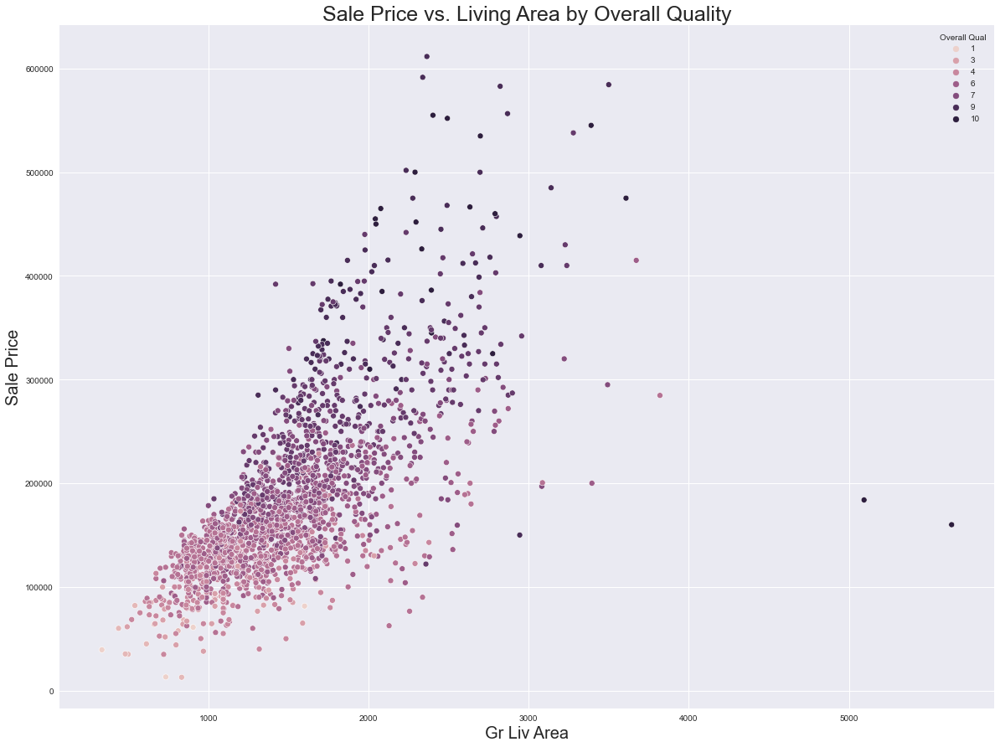 Sale Price vs. Living Area by Overall Quality
Overall Qual
1
3
4
6
7
9
10
600000
500000
400000
300000
200000
100000
0
Sale Price
1000 2000 3000 4000 5000
Gr Liv Area